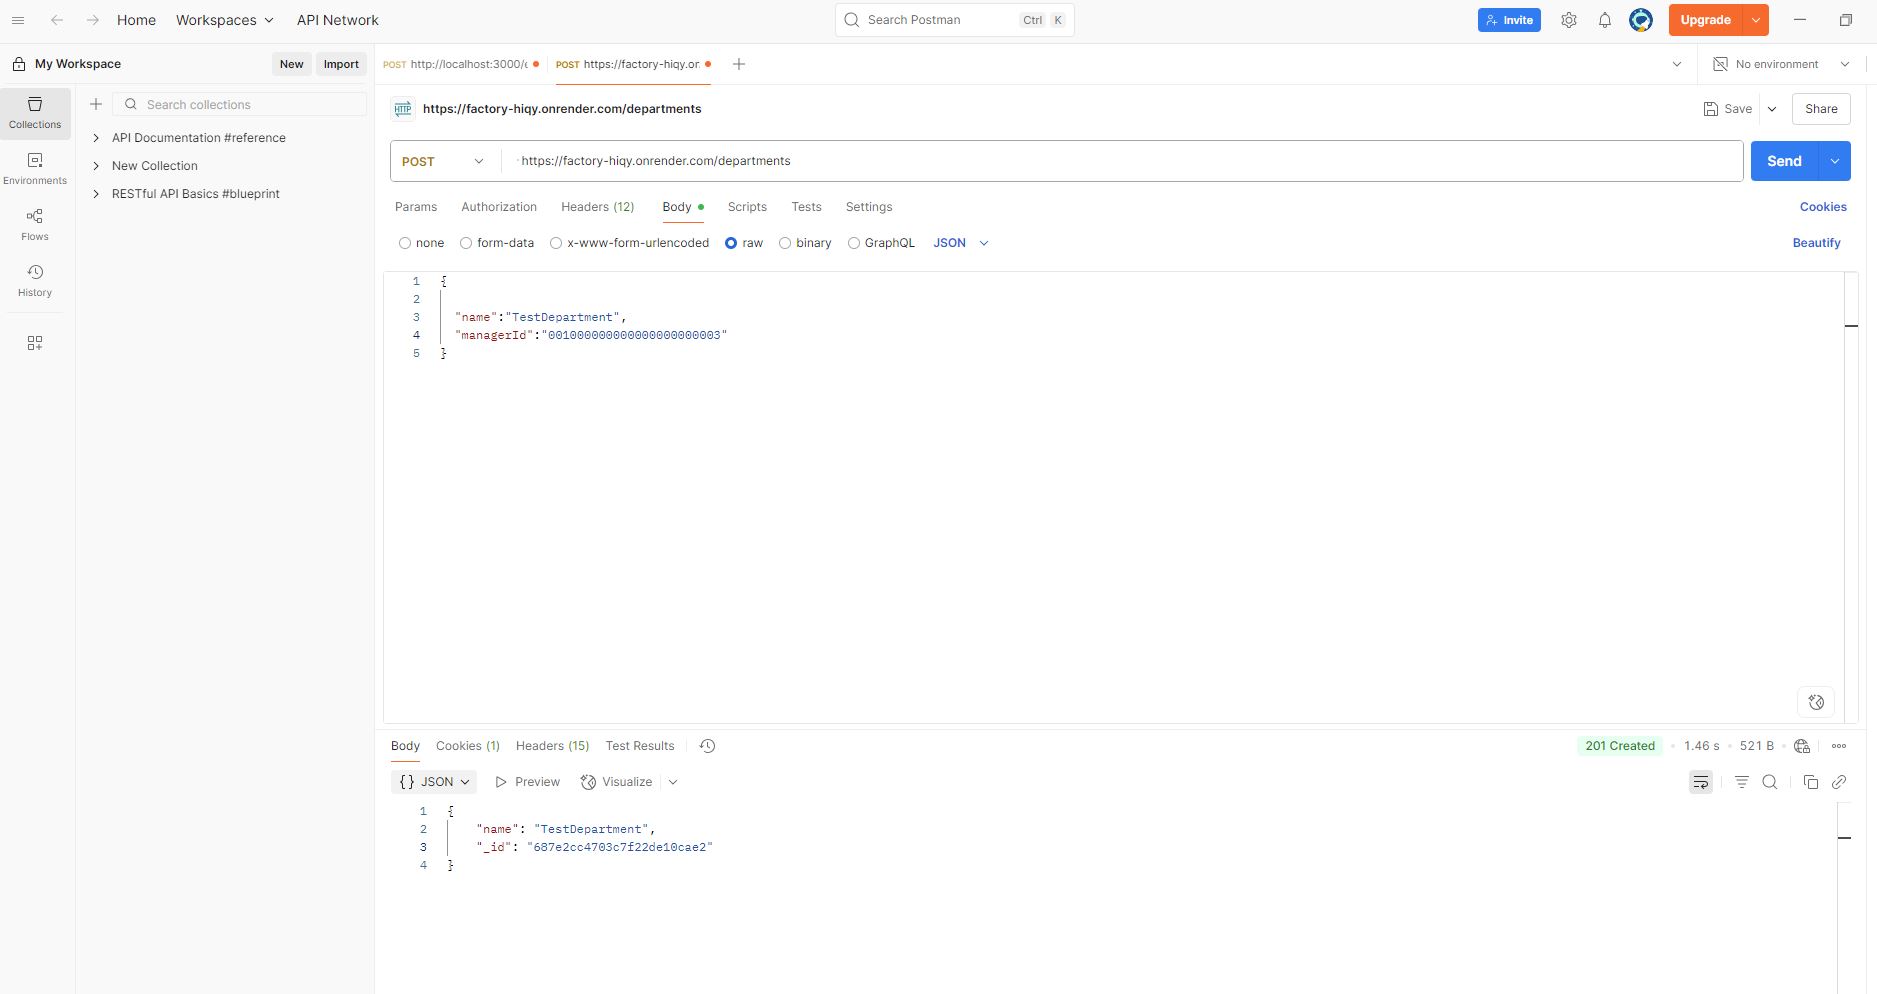 Home
Workspaces
API Network
Search Postman
Ctrl K
Invite
Upgrade
My Workspace
New
Import
POST http://localhost:3000/e
POST https://factory-hiqy.on
No environment
Collections
Search collections
API Documentation #reference
New Collection
RESTful API Basics #blueprint
Environments
Flows
History
HTTP https://factory-hiqy.onrender.com/departments
Save
Share
POST
https://factory-hiqy.onrender.com/departments
Send
Params
Authorization
Headers (12)
Body
Scripts
Tests
Settings
Cookies
none
form-data
x-www-form-urlencoded
raw
binary
GraphQL
JSON
Beautify
1 {
2
3 "name":"TestDepartment",
4 "managerId":"001000000000000000000003"
5 }
Body
Cookies (1)
Headers (15)
Test Results
201 Created
1.46 s
521 B
{} JSON
Preview
Visualize
1 {
2 "name": "TestDepartment",
3 "_id": "687e2cc4703c7f22de10cae2"
4 }